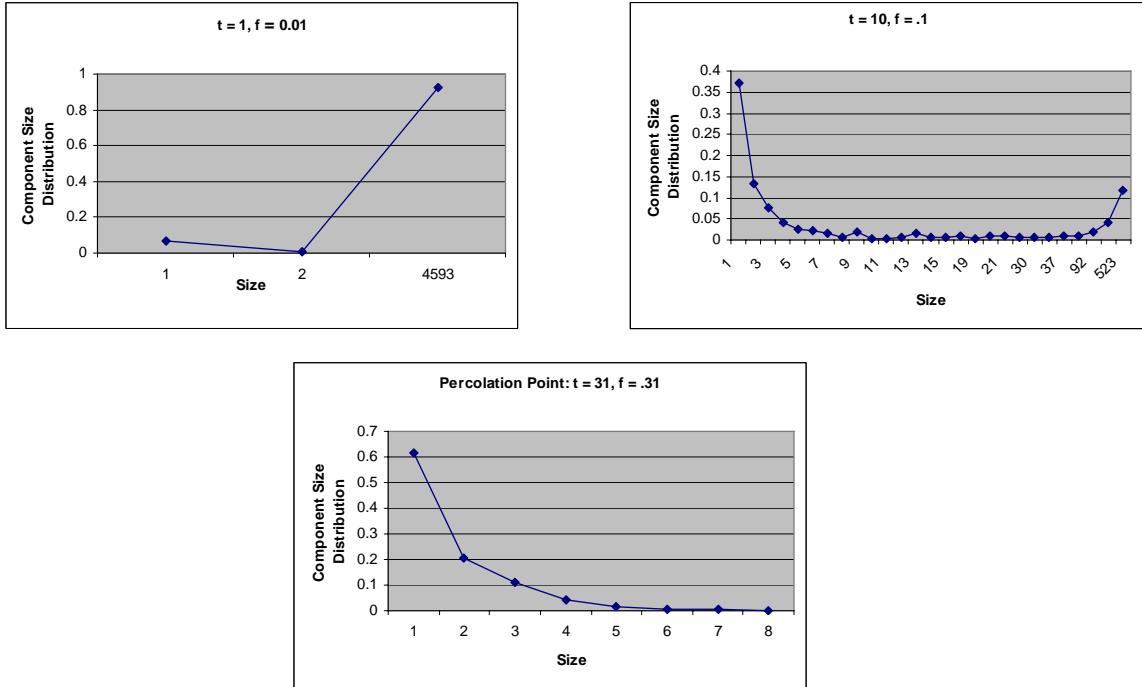 t = 1, f = 0.01
Component Size
Distribution
1
0.8
0.6
0.4
0.2
0
1 2 4593
Size
t = 10, f = .1
Component Size
Distribution
0.4
0.35
0.3
0.25
0.2
0.15
0.1
0.05
0
1 3 5 7 9 11 13 15 19 21 30 37 92 523
Size
Percolation Point: t = 31, f = .31
Component Size
Distribution
0.7
0.6
0.5
0.4
0.3
0.2
0.1
0
1 2 3 4 5 6 7 8
Size